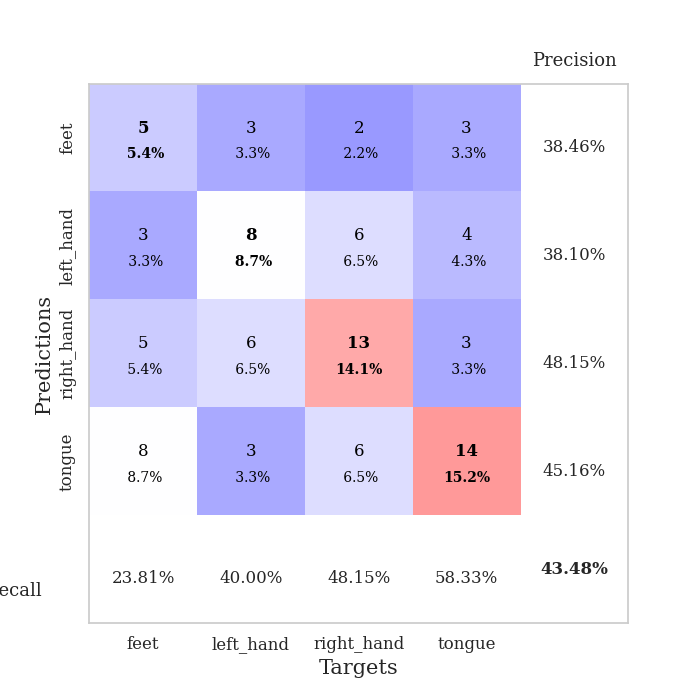 Precision
feet
5 3 2 3 38.46%
5.4% 3.3% 2.2% 3.3%
left_hand
3 8 6 4 38.10%
3.3% 8.7% 6.5% 4.3%
Predictions
right_hand
5 6 13 3 48.15%
5.4% 6.5% 14.1% 3.3%
tongue
8 3 6 14 45.16%
8.7% 3.3% 6.5% 15.2%
ecall 23.81% 40.00% 48.15% 58.33% 43.48%
feet left_hand right_hand tongue
Targets